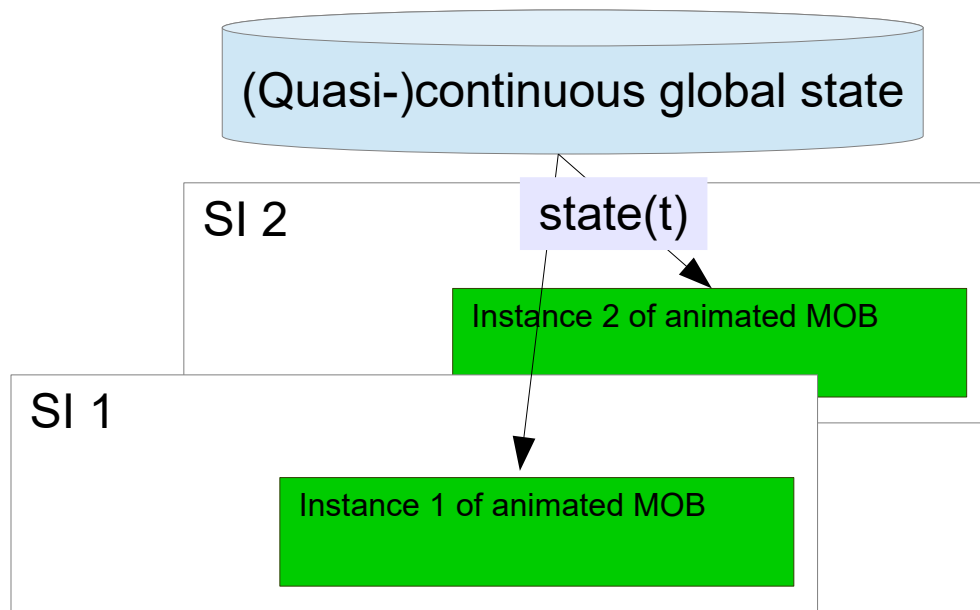 (Quasi-)continuous global state
state(t)
SI 2
Instance 2 of animated MOB
SI 1
Instance 1 of animated MOB